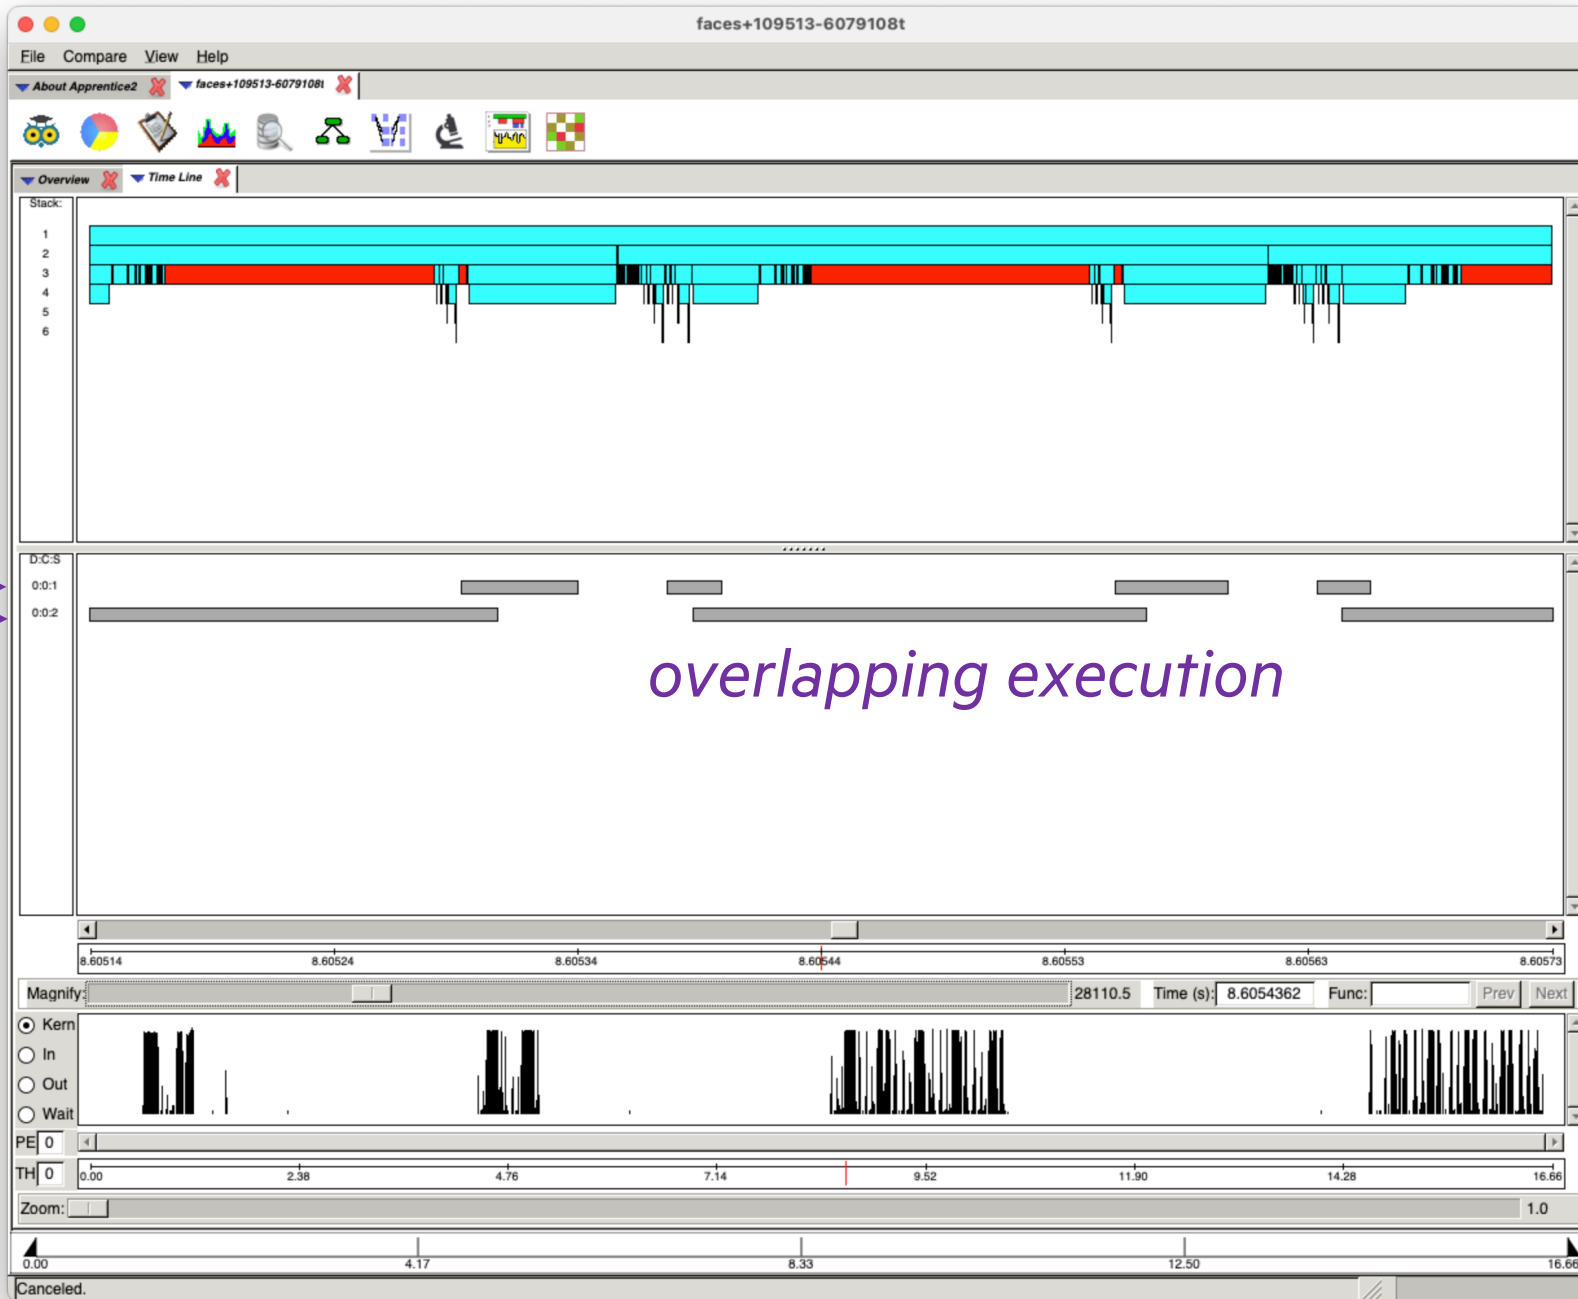 faces+109513-6079108t
File Compare View Help
About Apprentice2 faces+109513-6079108t
Overview Time Line
Stack:
1
2
3
4
5
6
D:C:S
0:0:1
0:0:2
overlapping execution
8.60514 8.60524 8.60534 8.60544 8.60553 8.60563 8.60573
Magnify: 28110.5 Time (s): 8.6054362 Func: Prev Next
Kern
In
Out
Wait
PE 0
TH 0 0.00 2.38 4.76 7.14 9.52 11.90 14.28 16.66
Zoom: 1.0
0.00 4.17 8.33 12.50 16.66
Canceled.